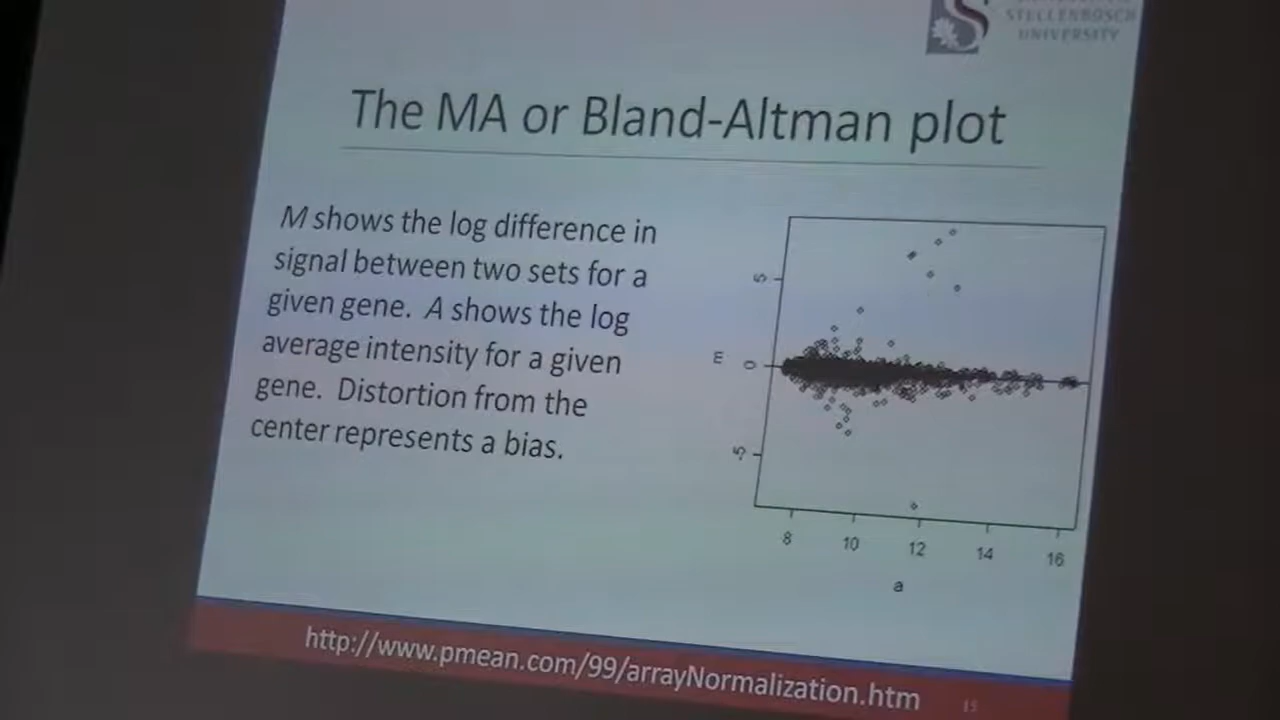 STELLENBOSCH
UNIVERSITY
The MA or Bland-Altman plot
M shows the log difference in
signal between two sets for a
given gene. A shows the log
average intensity for a given
gene. Distortion from the
center represents a bias.
5
m
0
-5
8 10 12 14 16
a
http://www.pmean.com/99/arrayNormalization.htm
15